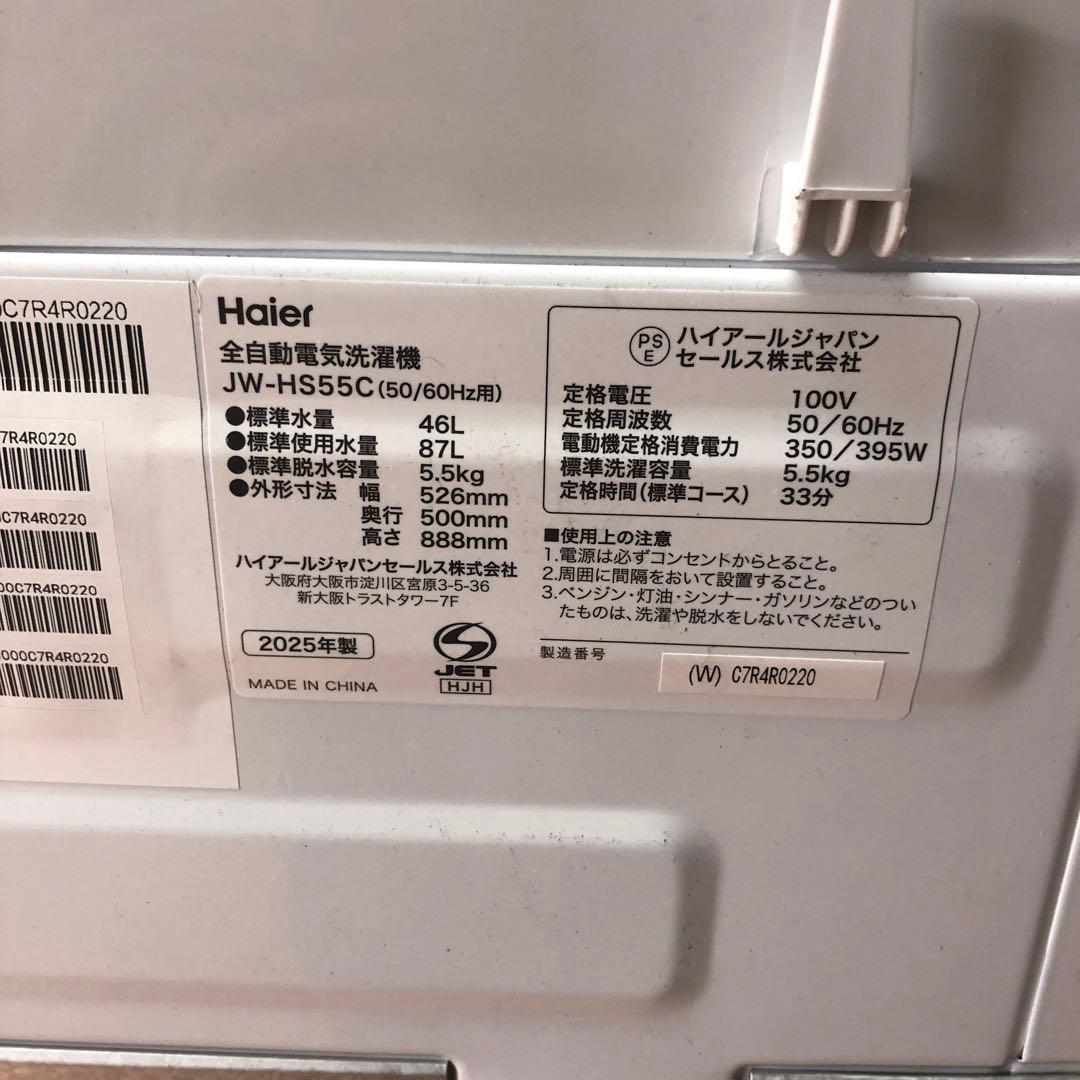 0C7R4R0220
7R4R0220
C7R4R0220
00C7R4R0220
000C7R4R0220
Haier
全自動電気洗濯機
JW-HS55C(50/60Hz用)
●標準水量 46L
●標準使用水量 87L
●標準脱水容量 5.5kg
●外形寸法 幅 526mm
奥行 500mm
高さ 888mm
ハイアールジャパンセールス株式会社
大阪府大阪市淀川区宮原3-5-36
新大阪トラストタワー7F
2025年製
MADE IN CHINA
JET
HJH
PS
E
ハイアールジャパン
セールス株式会社
定格電圧 100V
定格周波数 50/60Hz
電動機定格消費電力 350/395W
標準洗濯容量 5.5kg
定格時間(標準コース) 33分
■使用上の注意
1.電源は必ずコンセントからとること。
2.周囲に間隔をおいて設置すること。
3.ベンジン・灯油・シンナー・ガソリンなどのつい
たものは、洗濯や脱水をしないでください。
製造番号
(W) C7R4R0220